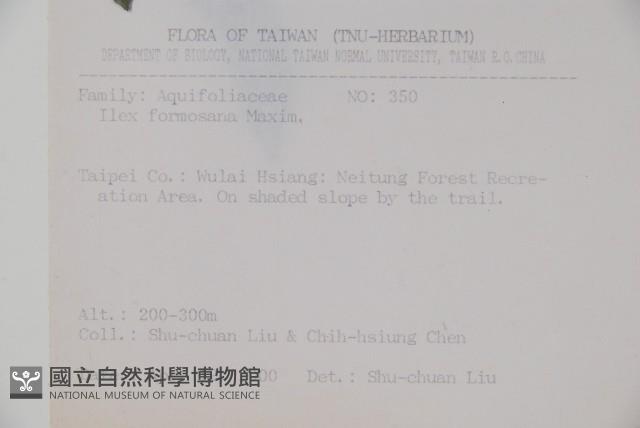 FLORA OF TAIWAN (TNU-HERBARIUM)
DEPARTMENT OF BIOLOGY, NATIONAL TAIWAN NORMAL UNIVERSITY, TAIWAN R.O.CHINA
Family: Aquifoliaceae NO: 350
Ilex formosana Maxim.
Taipei Co.: Wulai Hsiang: Neitung Forest Recre-
ation Area. On shaded slope by the trail.
Alt.: 200-300m
Coll.: Shu-chuan Liu & Chih-hsiung Chen
Det.: Shu-chuan Liu
國立自然科學博物館
NATIONAL MUSEUM OF NATURAL SCIENCE